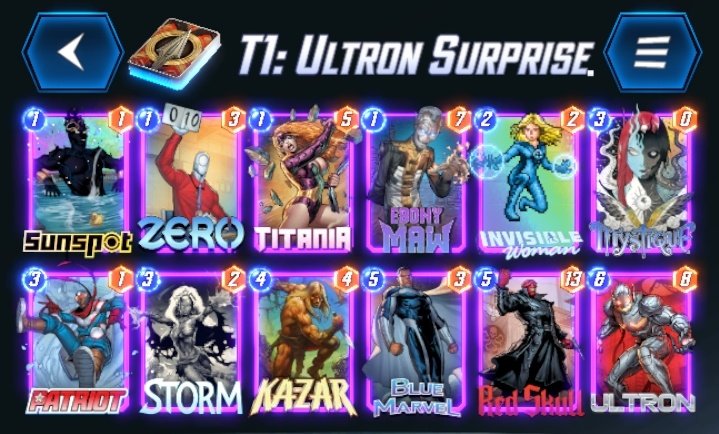 T1: ULTRON SURPRISE.
1 1 1 3 1 5 1 7 2 2 3 0
0 10
SUNSPOT ZERO TITANIA EBONY MAW INVISIBLE Woman Mystique
3 1 3 2 4 4 5 3 5 13 6 8
PATRIOT STORM KA-ZAR BLUE MARVEL Red Skull ULTRON